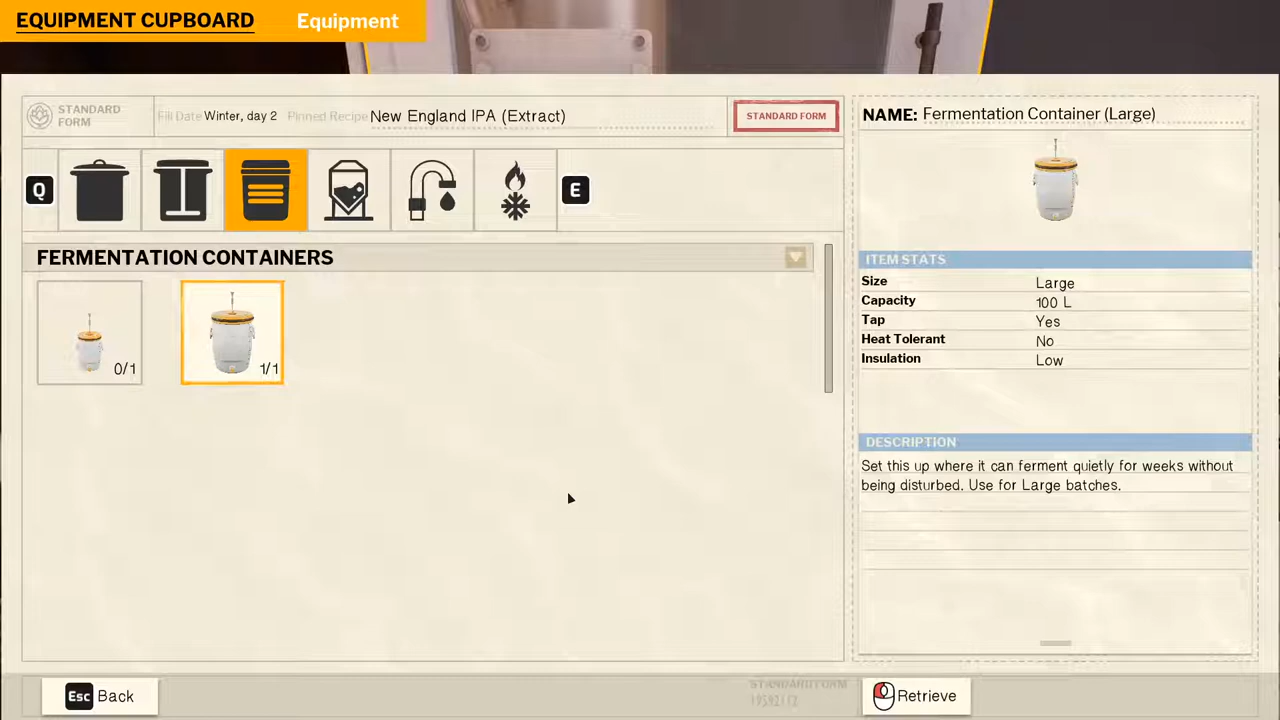 EQUIPMENT CUPBOARD Equipment
STANDARD FORM
Fill Date Winter, day 2 Pinned Recipe New England IPA (Extract)
STANDARD FORM
Q
E
FERMENTATION CONTAINERS
0/1
1/1
NAME: Fermentation Container (Large)
ITEM STATS
Size Large
Capacity 100 L
Tap Yes
Heat Tolerant No
Insulation Low
DESCRIPTION
Set this up where it can ferment quietly for weeks without
being disturbed. Use for Large batches.
Esc Back
STANDARD FORM
Retrieve